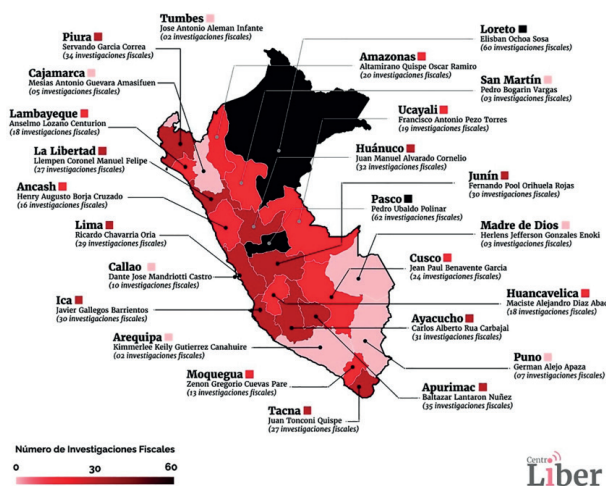 Tumbes
Jose Antonio Aleman Infante
(02 investigaciones fiscales)
Piura
Servando Garcia Correa
(34 investigaciones fiscales)
Cajamarca
Mesias Antonio Guevara Amasifuen
(05 investigaciones fiscales)
Lambayeque
Anselmo Lozano Centurion
(18 investigaciones fiscales)
La Libertad
Llempen Coronel Manuel Felipe
(27 investigaciones fiscales)
Ancash
Henry Augusto Borja Cruzado
(16 investigaciones fiscales)
Lima
Ricardo Chavarria Oria
(29 investigaciones fiscales)
Callao
Dante Jose Mandriotti Castro
(10 investigaciones fiscales)
Ica
Javier Gallegos Barrientos
(30 investigaciones fiscales)
Arequipa
Kimmerlee Keily Gutierrez Canahuire
(02 investigaciones fiscales)
Moquegua
Zenon Gregorio Cuevas Pare
(13 investigaciones fiscales)
Tacna
Juan Tonconi Quispe
(27 investigaciones fiscales)
Loreto
Elisban Ochoa Sosa
(60 investigaciones fiscales)
Amazonas
Altamirano Quispe Oscar Ramiro
(20 investigaciones fiscales)
San Martín
Pedro Bogarin Vargas
(03 investigaciones fiscales)
Ucayali
Francisco Antonio Pezo Torres
(19 investigaciones fiscales)
Huánuco
Juan Manuel Alvarado Cornelio
(32 investigaciones fiscales)
Junín
Fernando Pool Orihuela Rojas
(30 investigaciones fiscales)
Pasco
Pedro Ubaldo Polinar
(62 investigaciones fiscales)
Madre de Dios
Herlens Jefferson Gonzales Enoki
(03 investigaciones fiscales)
Cusco
Jean Paul Benavente Garcia
(24 investigaciones fiscales)
Huancavelica
Maciste Alejandro Diaz Abad
(18 investigaciones fiscales)
Ayacucho
Carlos Alberto Rua Carbajal
(31 investigaciones fiscales)
Puno
German Alejo Apaza
(07 investigaciones fiscales)
Apurimac
Baltazar Lantaron Nuñez
(35 investigaciones fiscales)
Número de Investigaciones Fiscales
0 30 60
Centro
Liber